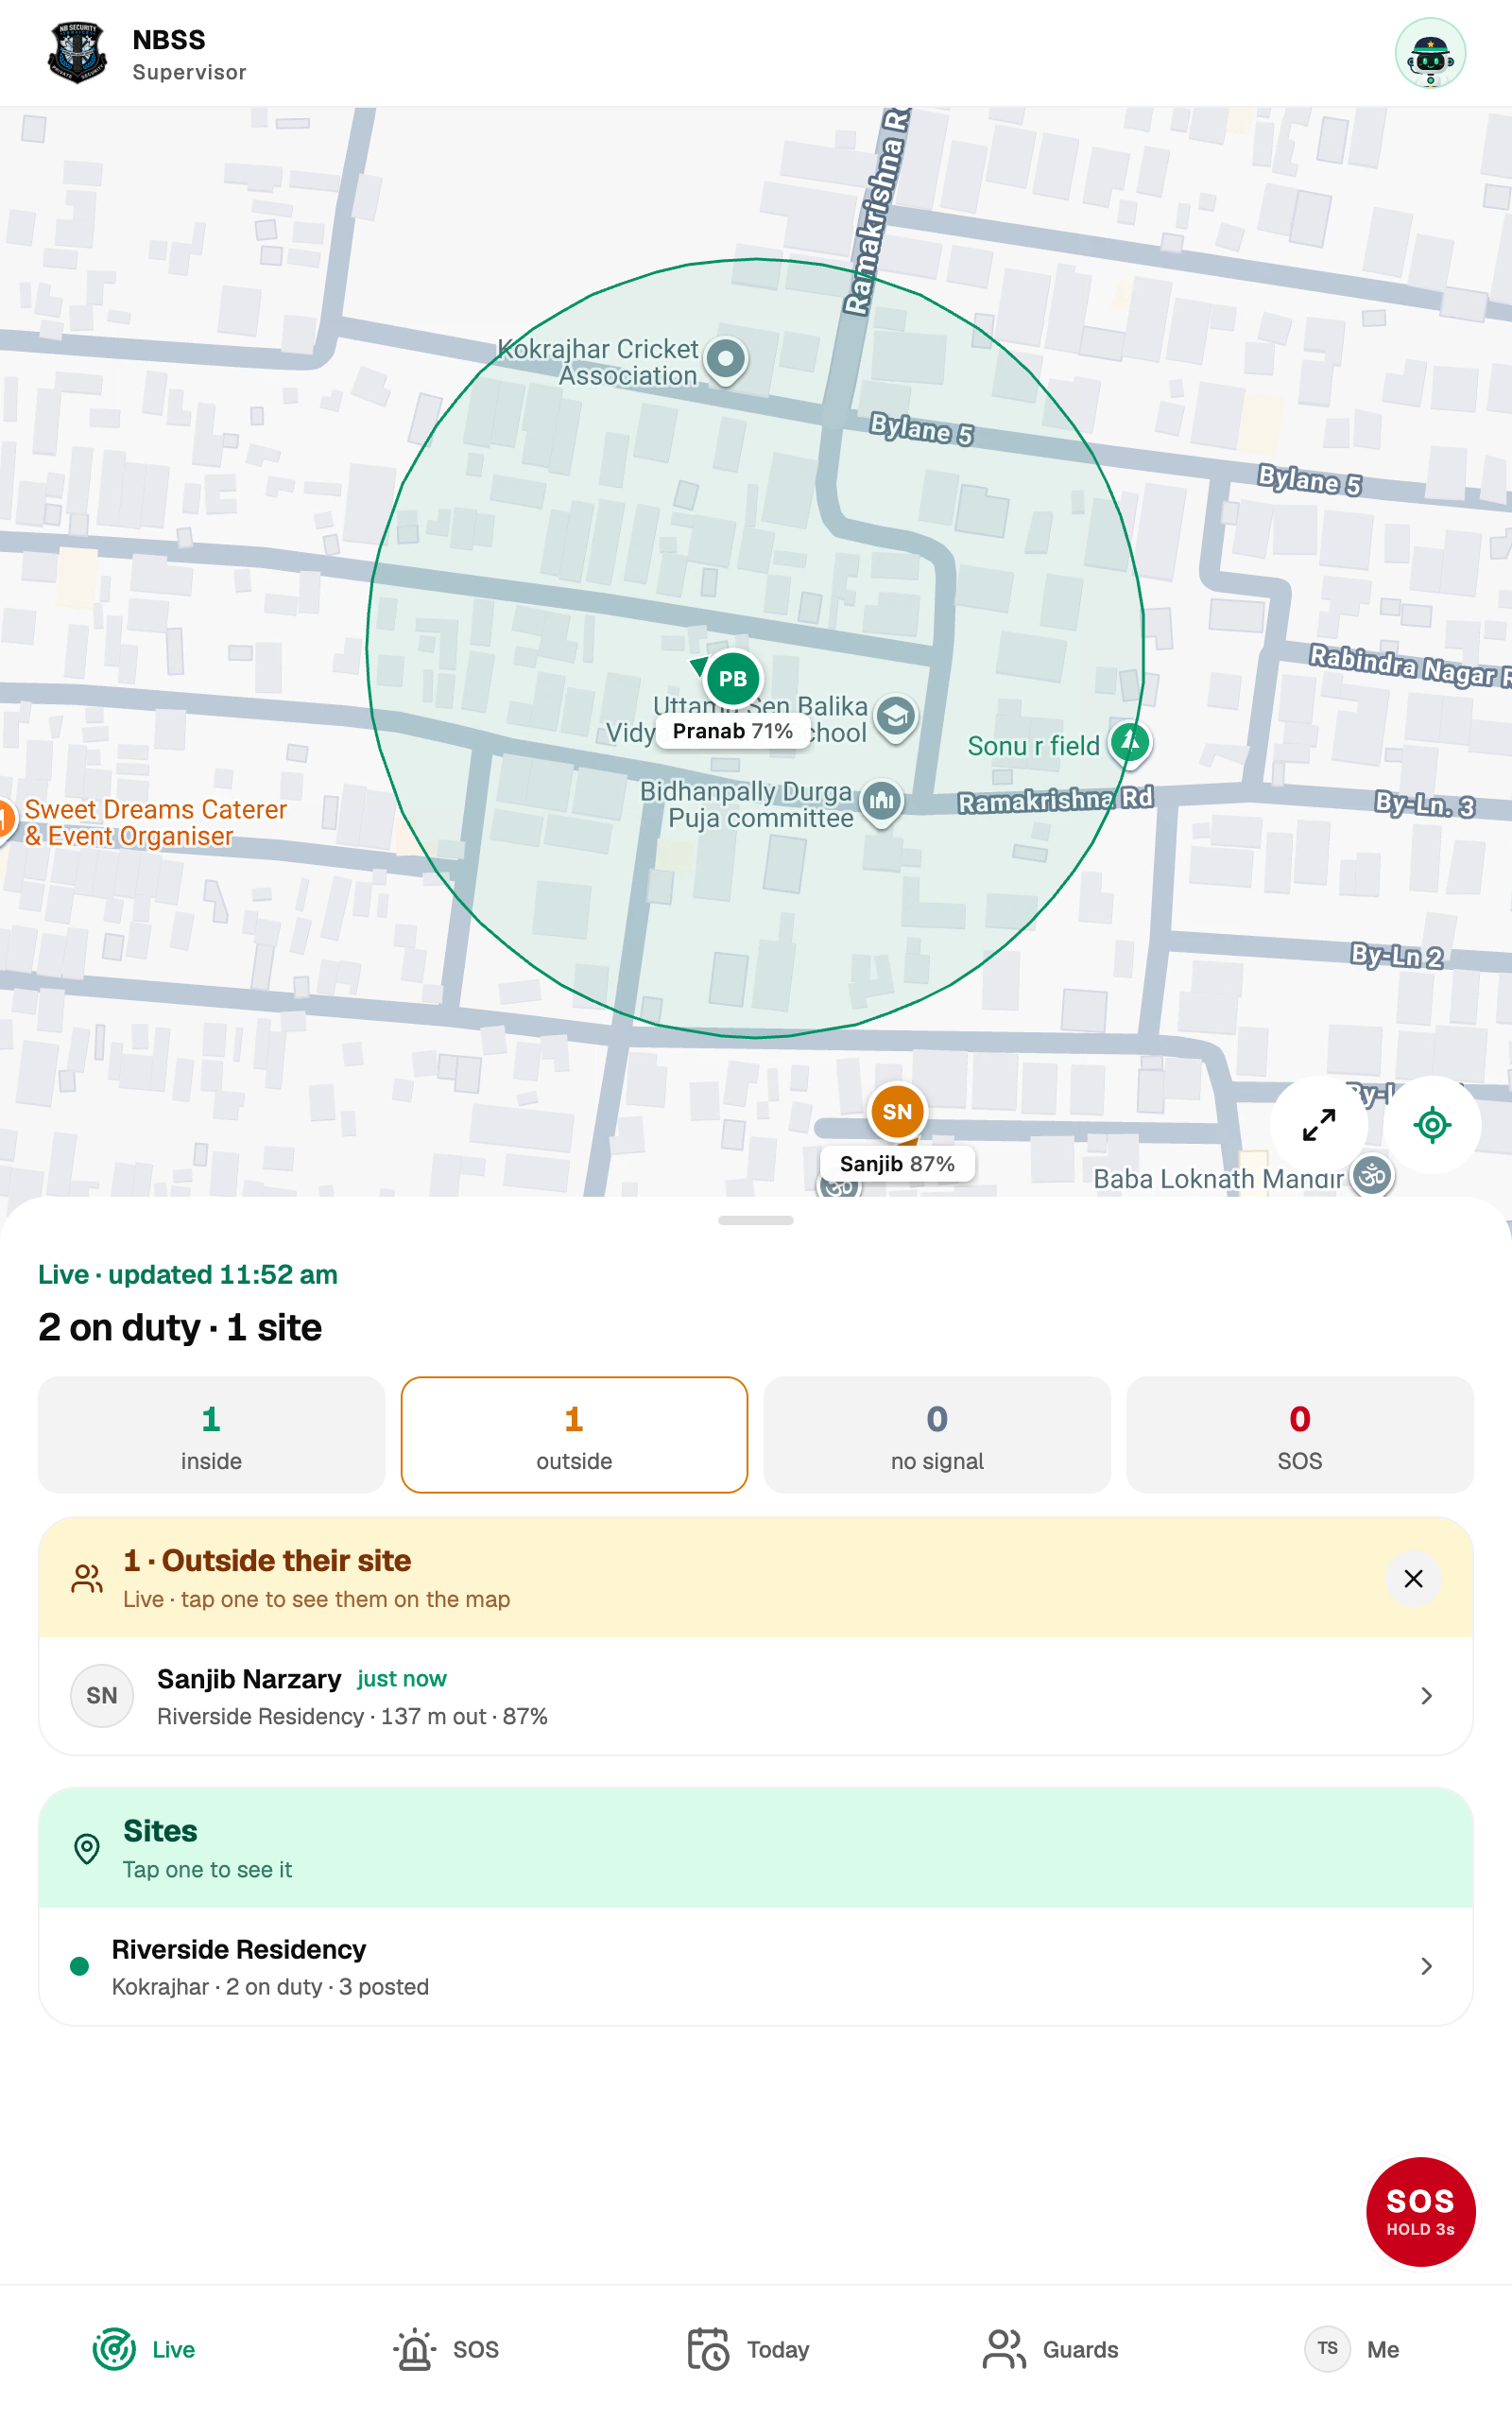 NB SECURITY
PRIVATE SECURITY
NBSS
Supervisor
Ramakrishna
Kokrajhar Cricket
Association
Bylane 5
Bylane 5
Rabindra Nagar
PB
Pranab 71%
Uttam Sen Balika
Sonu r field
Bidhanpally Durga
Puja committee
Ramakrishna Rd
By-Ln. 3
Sweet Dreams Caterer
& Event Organiser
By-Ln 2
SN
Sanjib 87%
ॐ
Baba Loknath Mandir
ॐ
Live · updated 11:52 am
2 on duty · 1 site
1
inside
1
outside
0
no signal
0
SOS
1 · Outside their site
Live · tap one to see them on the map
SN
Sanjib Narzary just now
Riverside Residency · 137 m out · 87%
Sites
Tap one to see it
Riverside Residency
Kokrajhar · 2 on duty · 3 posted
SOS
HOLD 3s
Live
SOS
Today
Guards
TS
Me